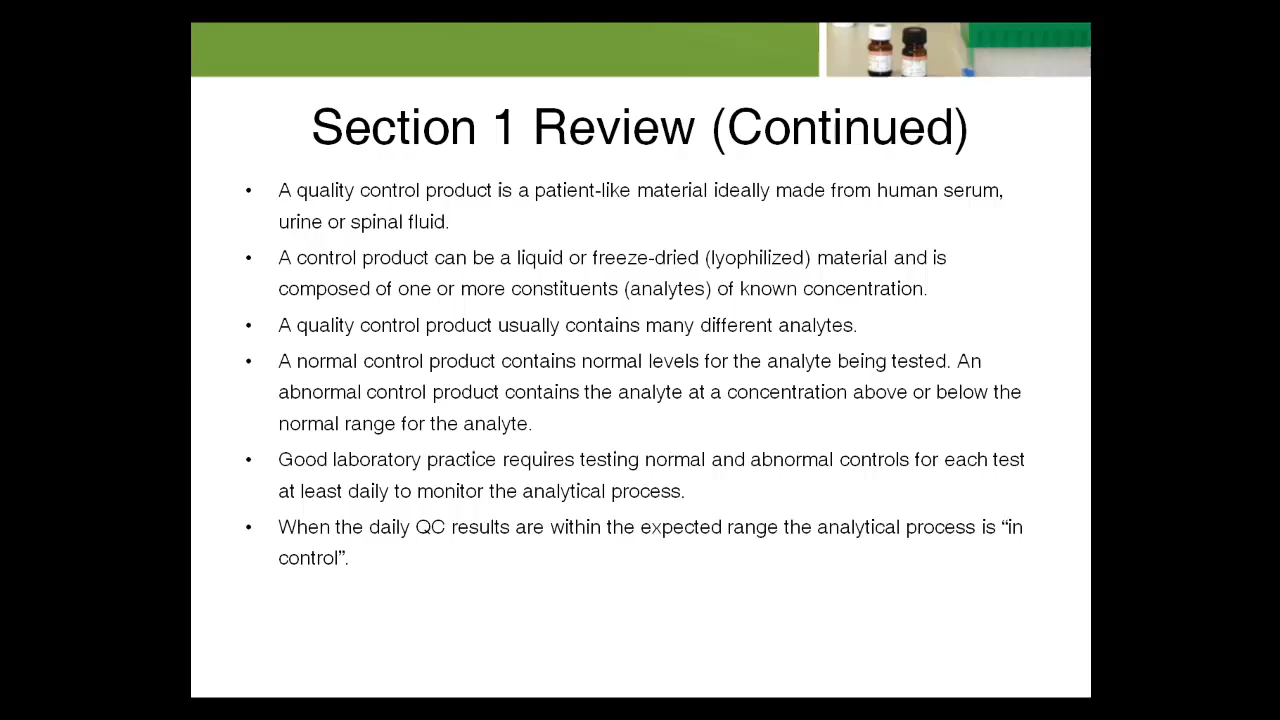 Section 1 Review (Continued)
• A quality control product is a patient-like material ideally made from human serum,
urine or spinal fluid.
• A control product can be a liquid or freeze-dried (lyophilized) material and is
composed of one or more constituents (analytes) of known concentration.
• A quality control product usually contains many different analytes.
• A normal control product contains normal levels for the analyte being tested. An
abnormal control product contains the analyte at a concentration above or below the
normal range for the analyte.
• Good laboratory practice requires testing normal and abnormal controls for each test
at least daily to monitor the analytical process.
• When the daily QC results are within the expected range the analytical process is “in
control”.